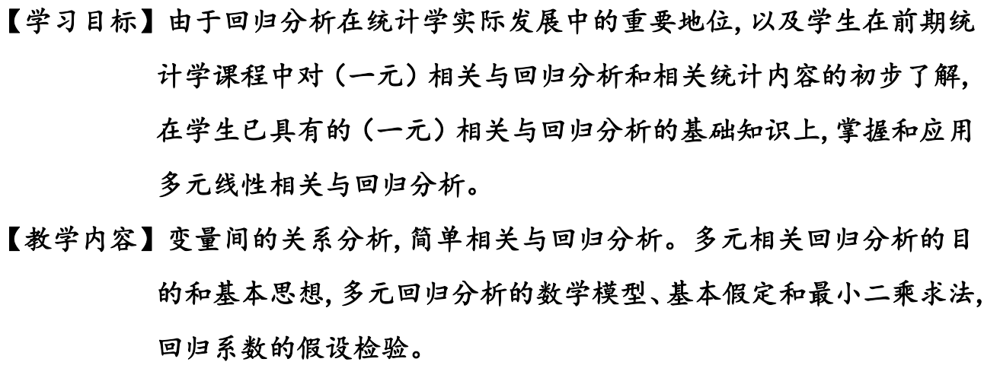 【学习目标】由于回归分析在统计学实际发展中的重要地位,以及学生在前期统
计学课程中对（一元）相关与回归分析和相关统计内容的初步了解,
在学生已具有的（一元）相关与回归分析的基础知识上,掌握和应用
多元线性相关与回归分析。
【教学内容】变量间的关系分析,简单相关与回归分析。多元相关回归分析的目
的和基本思想,多元回归分析的数学模型、基本假定和最小二乘求法,
回归系数的假设检验。